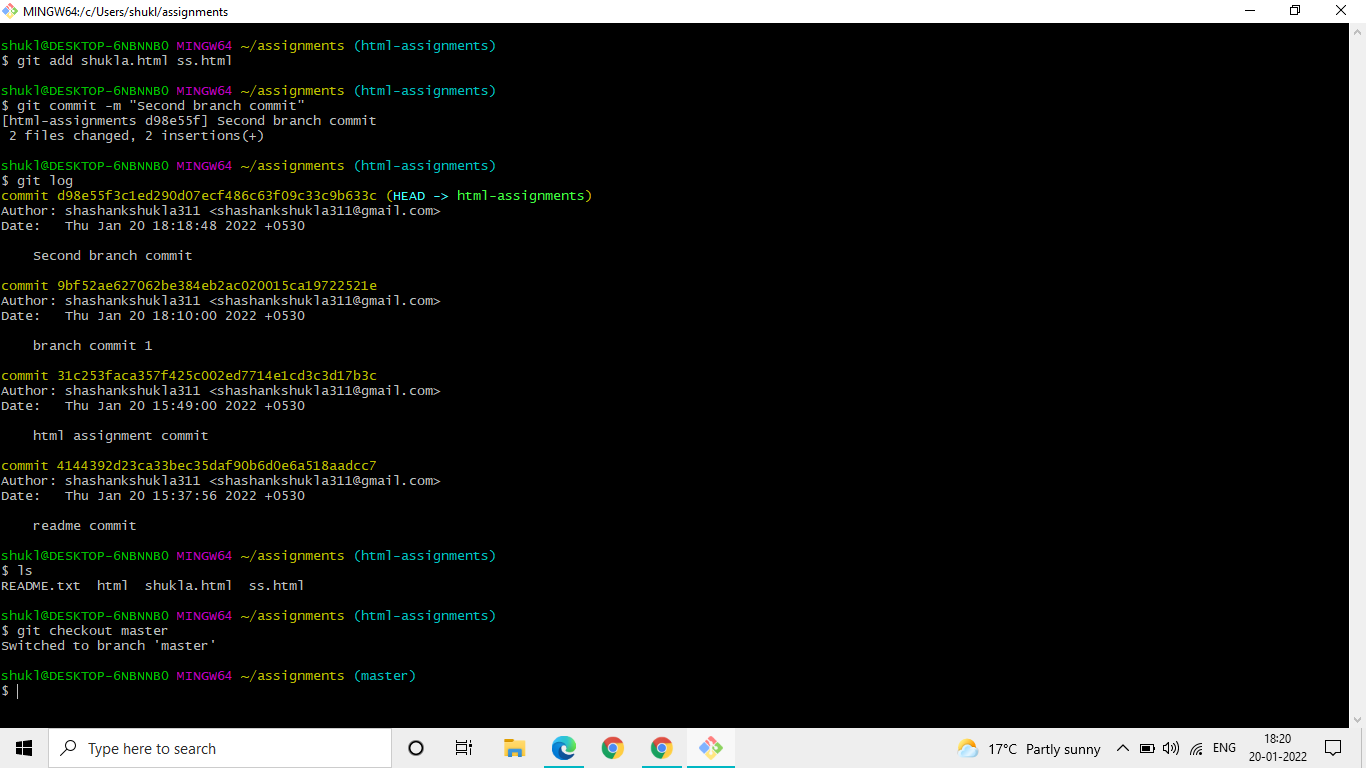 MINGW64:/c/Users/shukl/assignments
shukl@DESKTOP-6NBNNB0 MINGW64 ~/assignments (html-assignments)
$ git add shukla.html ss.html
shukl@DESKTOP-6NBNNB0 MINGW64 ~/assignments (html-assignments)
$ git commit -m "Second branch commit"
[html-assignments d98e55f] Second branch commit
2 files changed, 2 insertions(+)
shukl@DESKTOP-6NBNNB0 MINGW64 ~/assignments (html-assignments)
$ git log
commit d98e55f3c1ed290d07ecf486c63f09c33c9b633c (HEAD -> html-assignments)
Author: shashankshukla311 <shashankshukla311@gmail.com>
Date:   Thu Jan 20 18:18:48 2022 +0530
Second branch commit
commit 9bf52ae627062be384eb2ac020015ca19722521e
Author: shashankshukla311 <shashankshukla311@gmail.com>
Date:   Thu Jan 20 18:10:00 2022 +0530
branch commit 1
commit 31c253faca357f425c002ed7714e1cd3c3d17b3c
Author: shashankshukla311 <shashankshukla311@gmail.com>
Date:   Thu Jan 20 15:49:00 2022 +0530
html assignment commit
commit 4144392d23ca33bec35daf90b6d0e6a518aadcc7
Author: shashankshukla311 <shashankshukla311@gmail.com>
Date:   Thu Jan 20 15:37:56 2022 +0530
readme commit
shukl@DESKTOP-6NBNNB0 MINGW64 ~/assignments (html-assignments)
$ ls
README.txt  html  shukla.html  ss.html
shukl@DESKTOP-6NBNNB0 MINGW64 ~/assignments (html-assignments)
$ git checkout master
Switched to branch 'master'
shukl@DESKTOP-6NBNNB0 MINGW64 ~/assignments (master)
$
Type here to search
17°C Partly sunny
ENG
18:20
20-01-2022